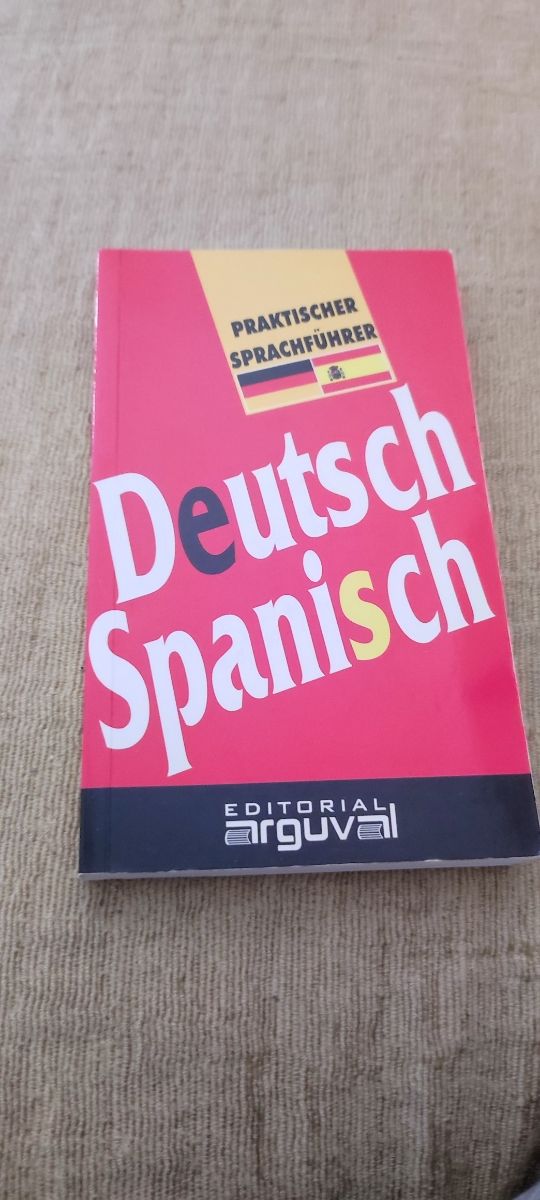 PRAKTISCHER
SPRACHFÜHRER
Deutsch
Spanisch
EDITORIAL
arguval